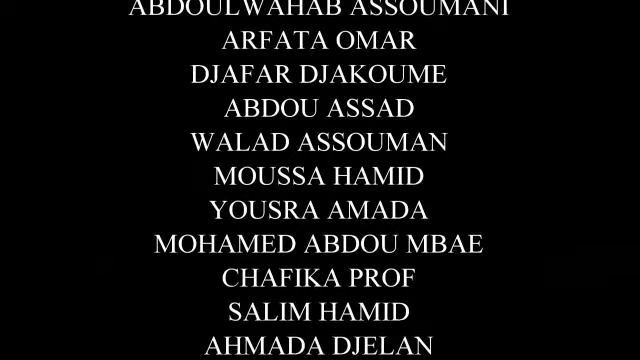 ABDOULWAHAB ASSOUMANI
ARFATA OMAR
DJAFAR DJAKOUME
ABDOU ASSAD
WALAD ASSOUMAN
MOUSSA HAMID
YOUSRA AMADA
MOHAMED ABDOU MBAE
CHAFIKA PROF
SALIM HAMID
AHMADA DJELAN